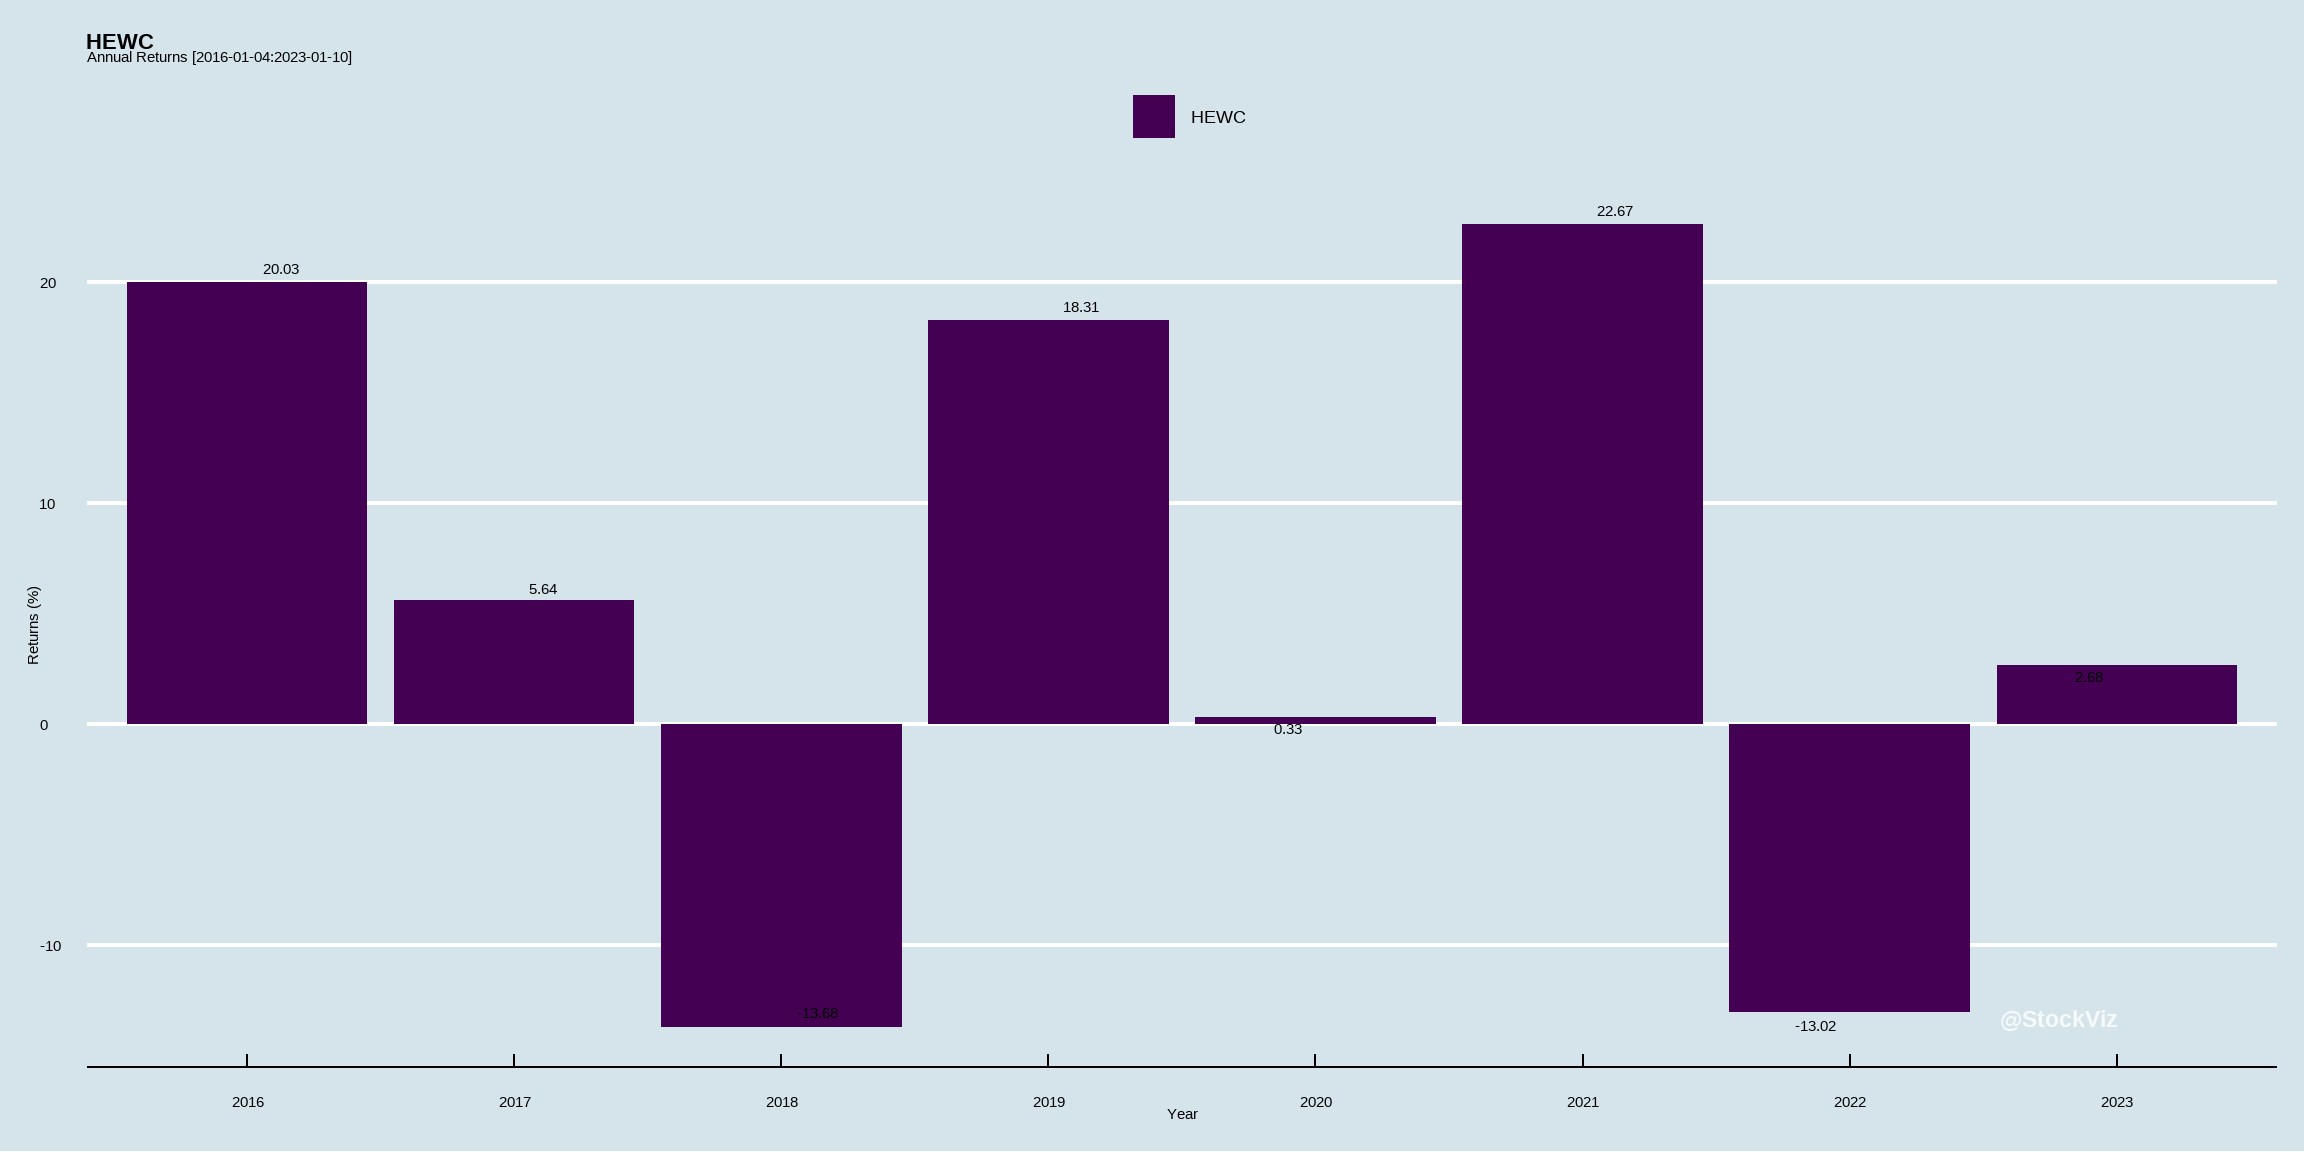 HEWC
Annual Returns [2016-01-04:2023-01-10]
HEWC
22.67
20.03
20
18.31
10
5.64
Returns (%)
2.68
0
0.33
-10
-13.68
@StockViz
-13.02
2016 2017 2018 2019 2020 2021 2022 2023
Year